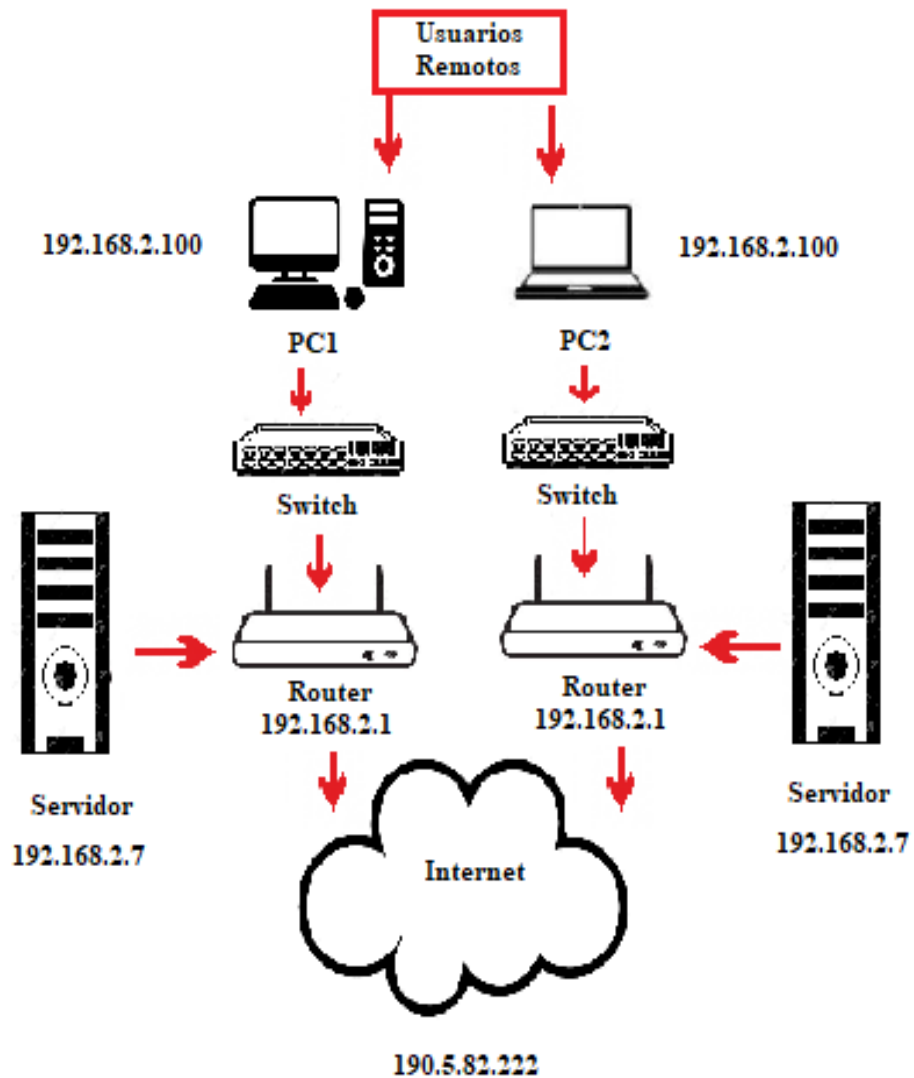 Usuarios
Remotos
192.168.2.100
192.168.2.100
PC1
PC2
Switch
Switch
Router
192.168.2.1
Router
192.168.2.1
Servidor
192.168.2.7
Servidor
192.168.2.7
Internet
190.5.82.222